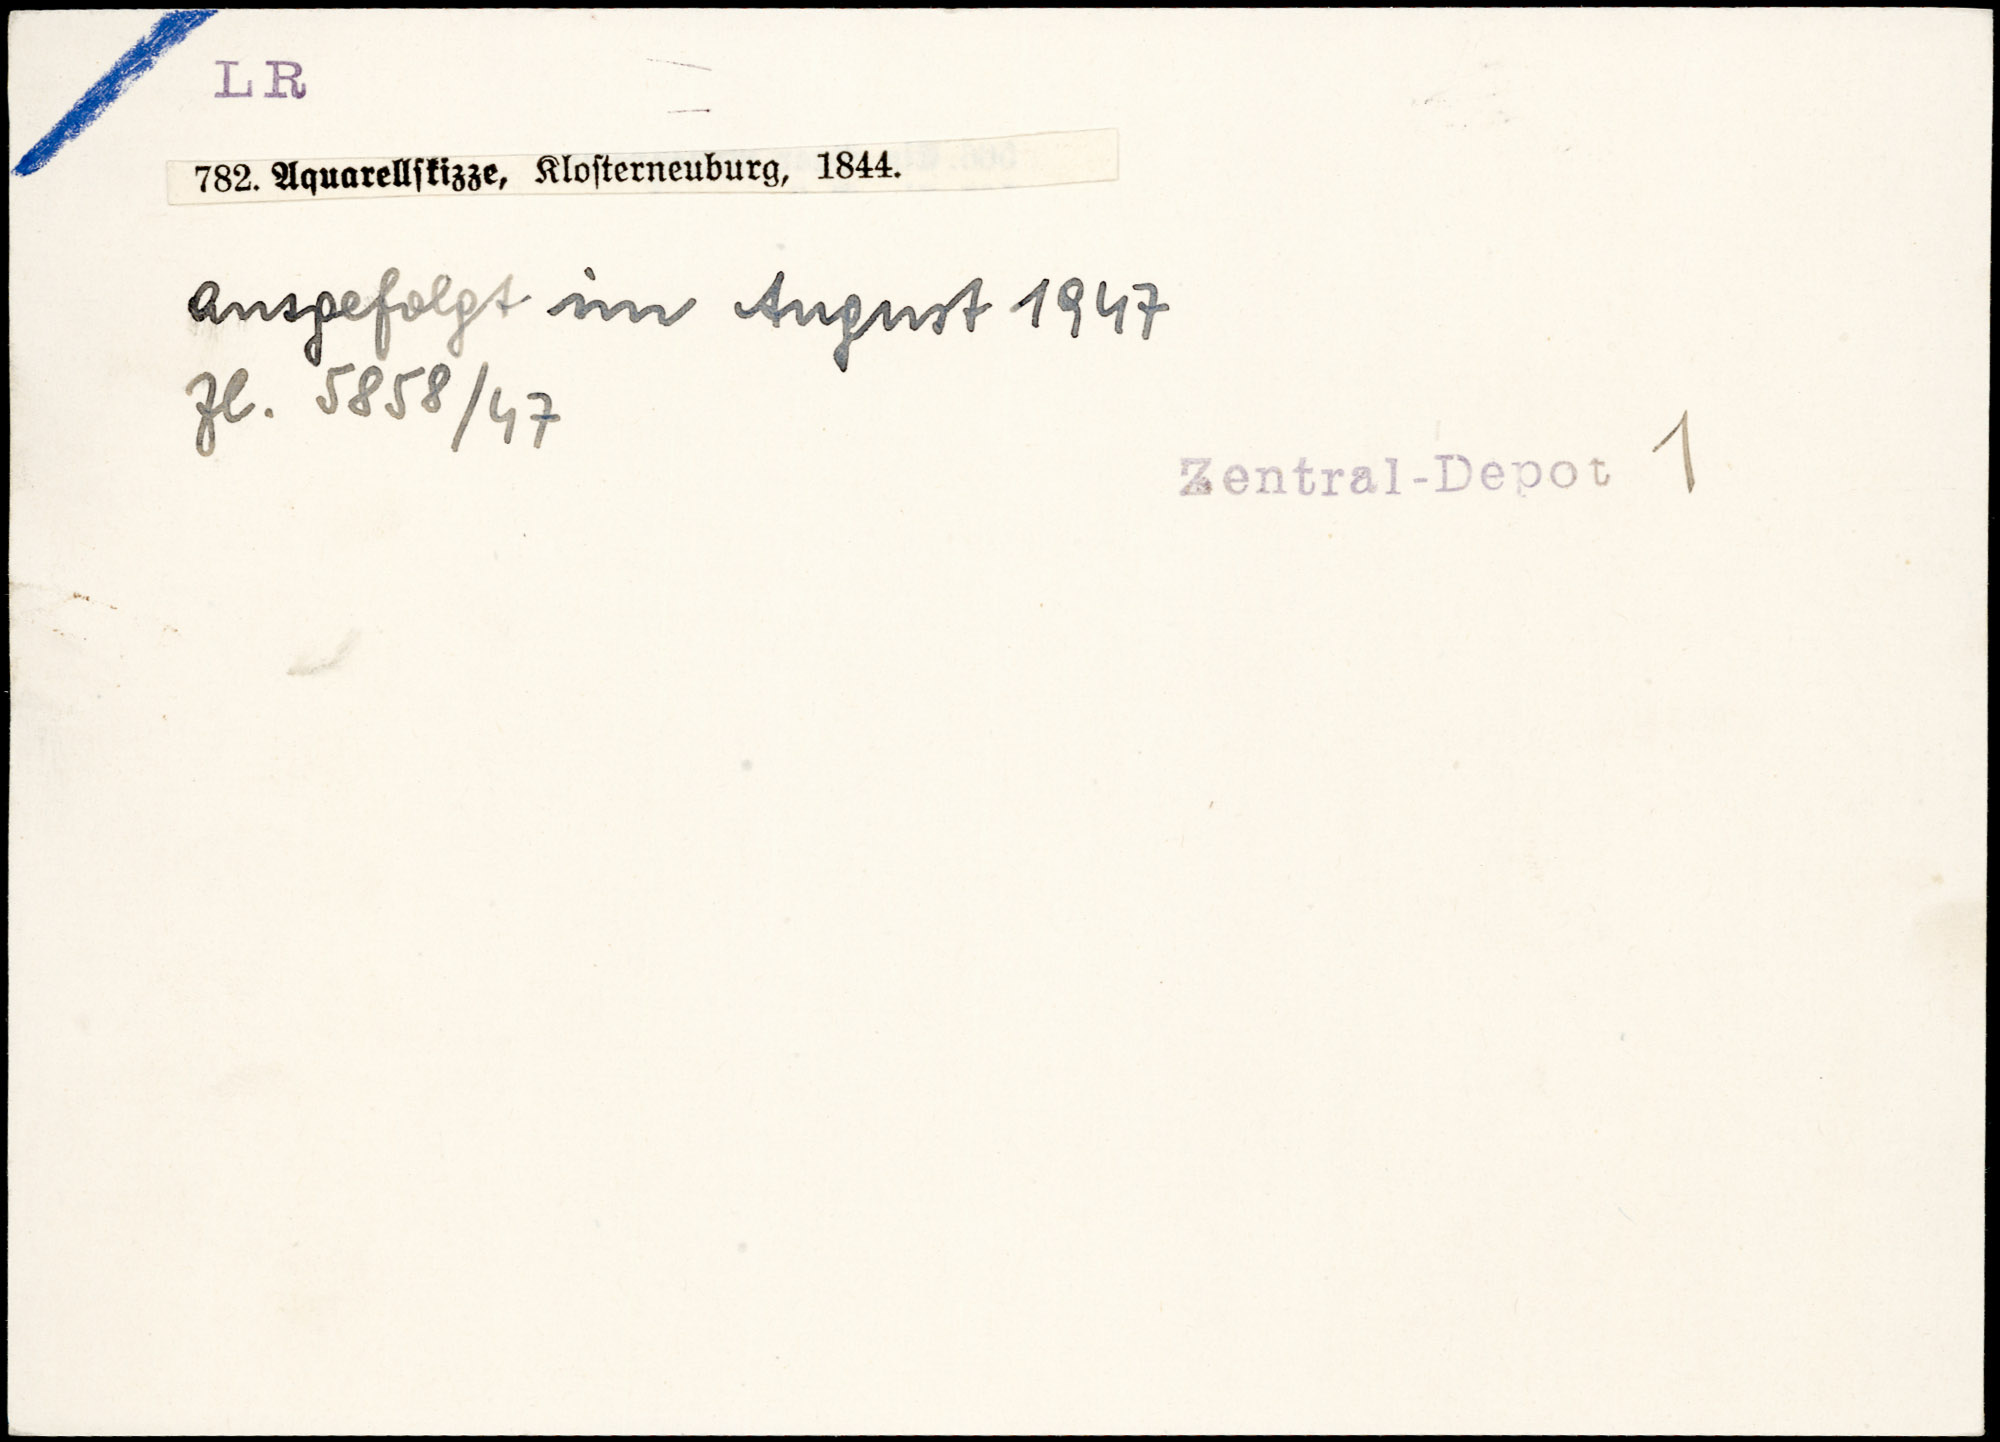 LR
782. Aquarellſkizze, Kloſterneuburg, 1844.
ausgefolgt im August 1947
Zl. 5858/47
Zentral-Depot 1